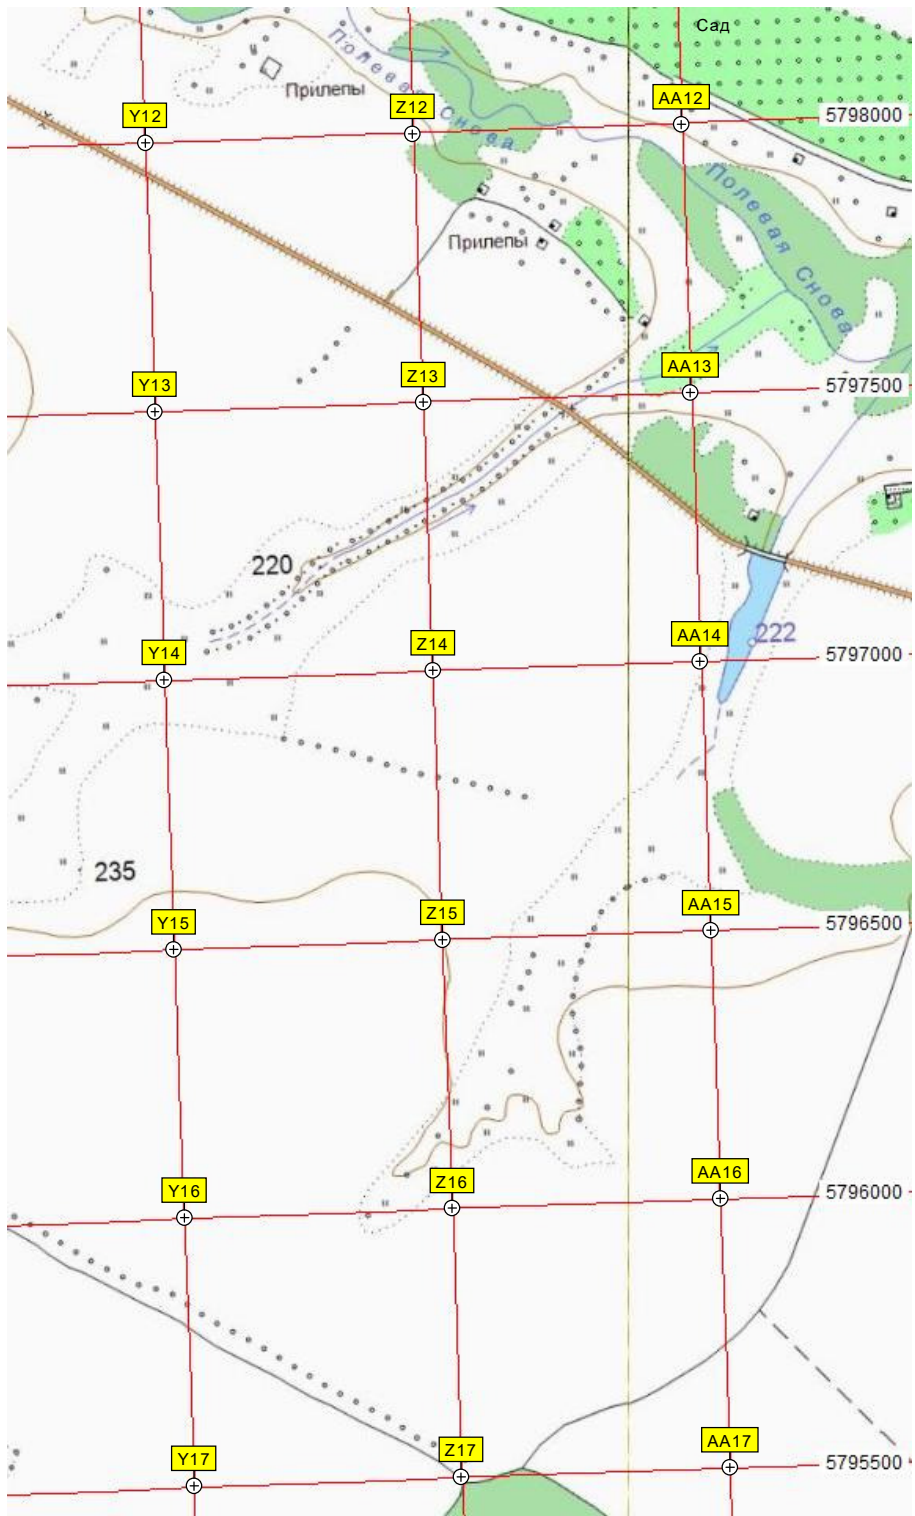 Сад
Полевая Снова
Прилепы
Y12
Z12
AA12
5798000
Полевая Снова
Прилепы
Y13
Z13
AA13
5797500
220
222
Y14
Z14
AA14
5797000
235
Y15
Z15
AA15
5796500
Y16
Z16
AA16
5796000
Y17
Z17
AA17
5795500